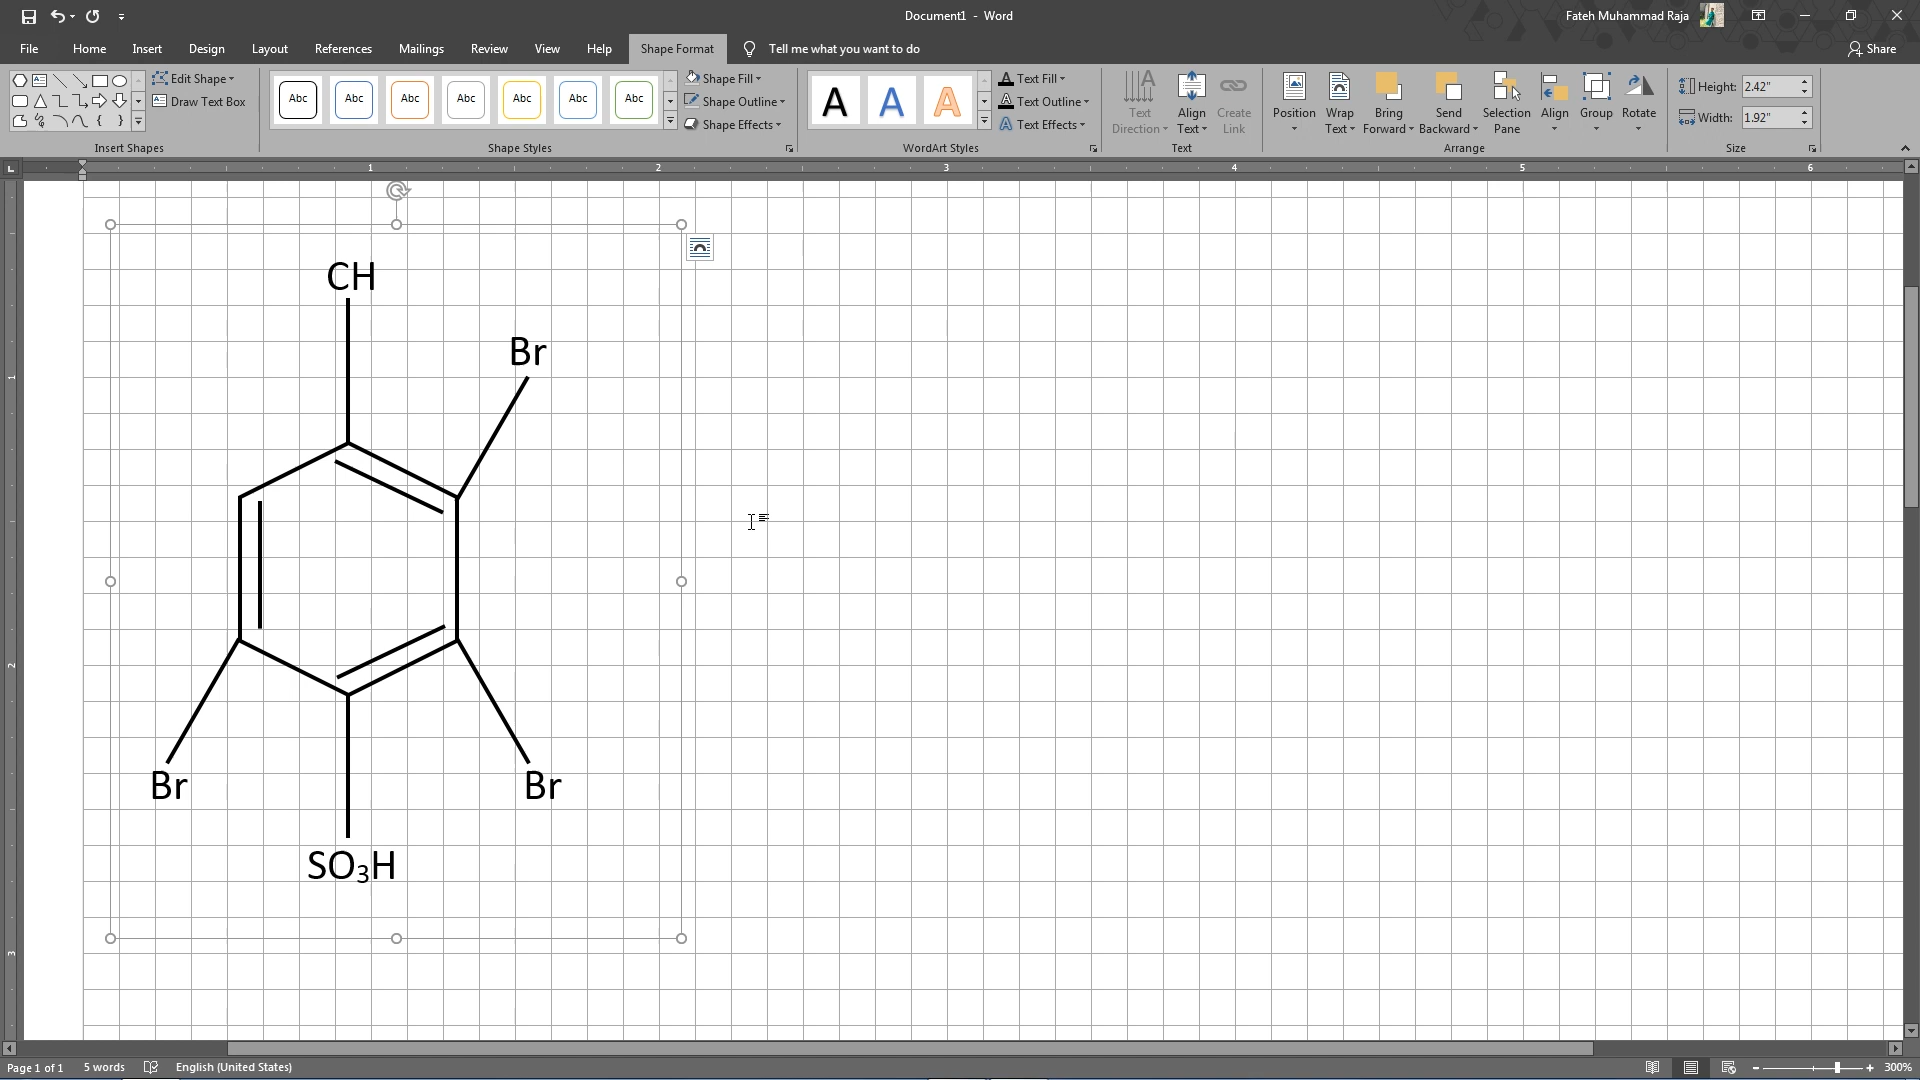 Document1 - Word
Fateh Muhammad Raja
File Home Insert Design Layout References Mailings Review View Help Shape Format Tell me what you want to do
Share
Edit Shape
Draw Text Box
Insert Shapes
Abc Abc Abc Abc Abc Abc Abc
Shape Fill
Shape Outline
Shape Effects
Shape Styles
A A A
Text Fill
Text Outline
Text Effects
WordArt Styles
Text Direction
Align Text
Create Link
Text
Position
Wrap Text
Bring Forward
Send Backward
Selection Pane
Align
Group
Rotate
Arrange
Height: 2.42"
Width: 1.92"
Size
1 2 3 4 5 6
1
2
3
CH
Br
Br
Br
SO₃H
Page 1 of 1 5 words English (United States)
300%